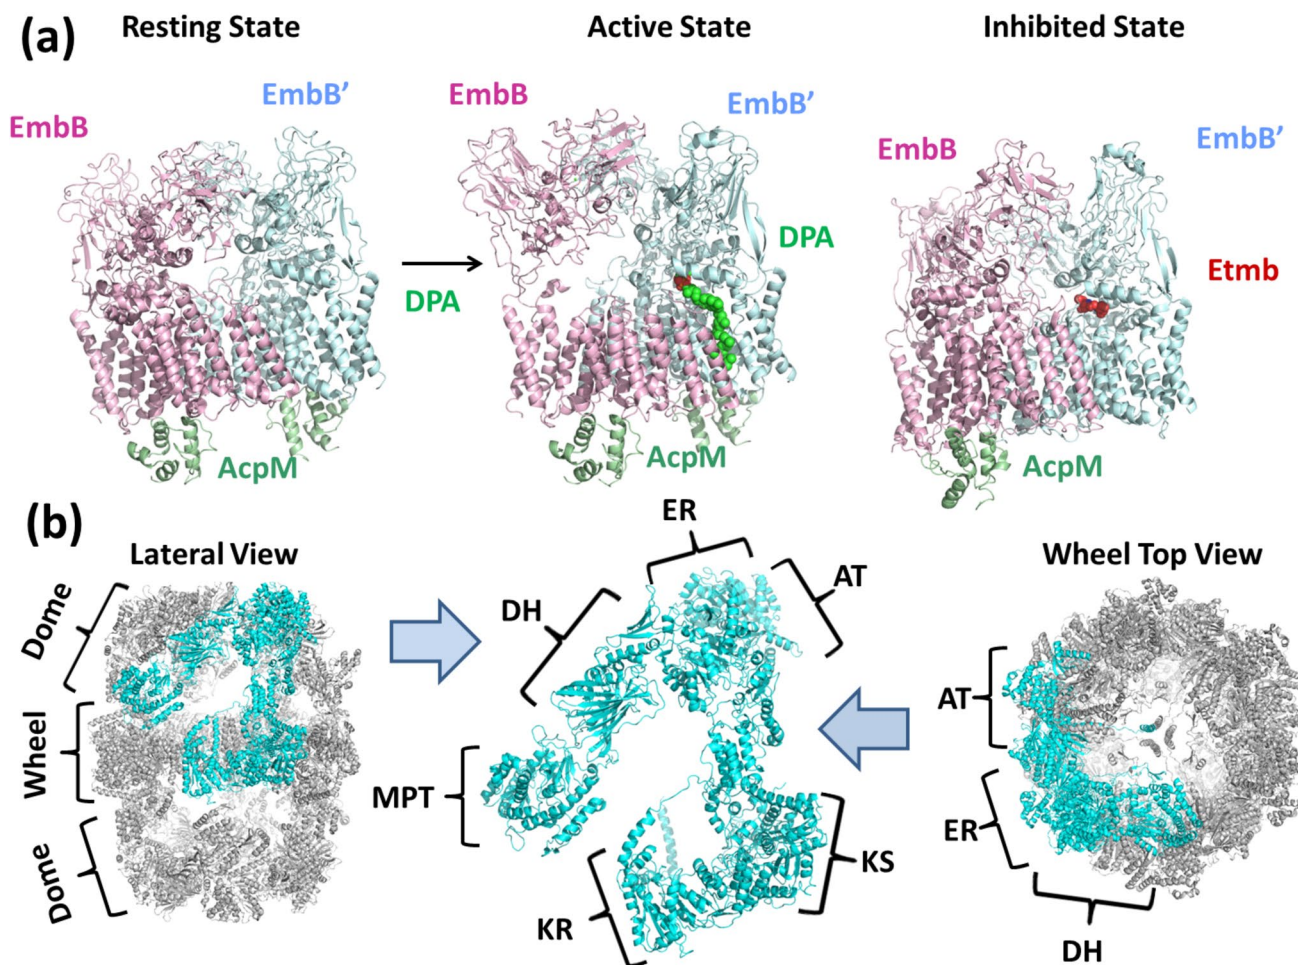 (a)
Resting State
Active State
Inhibited State
EmbB
EmbB’
EmbB
EmbB’
EmbB
EmbB’
DPA
DPA
Etmb
AcpM
AcpM
AcpM
(b)
Lateral View
Wheel Top View
Dome
Wheel
Dome
ER
AT
DH
MPT
KR
KS
AT
ER
DH